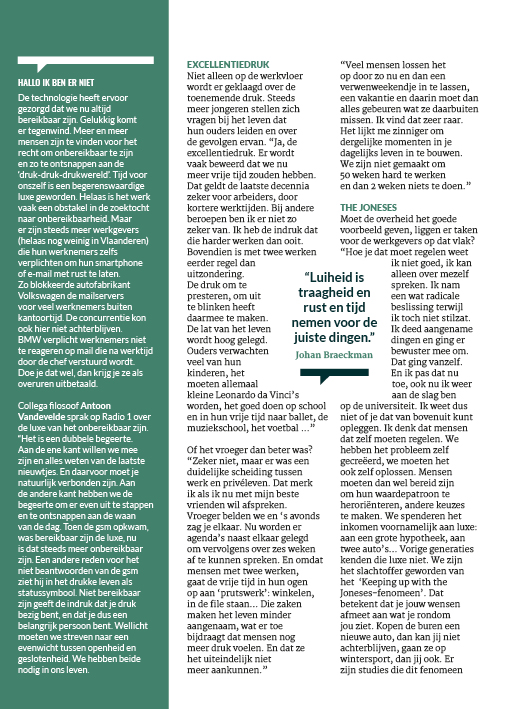 HALLO IK BEN ER NIET
De technologie heeft ervoor
gezorgd dat we nu altijd
bereikbaar zijn. Gelukkig komt
er tegenwind. Meer en meer
mensen zijn te vinden voor het
recht om onbereikbaar te zijn
en zo te ontsnappen aan de
‘druk-druk-drukwereld’. Tijd voor
onszelf is een begerenswaardige
luxe geworden. Helaas is het werk
vaak een obstakel in de zoektocht
naar onbereikbaarheid. Maar
er zijn steeds meer werkgevers
(helaas nog weinig in Vlaanderen)
die hun werknemers zelfs
verplichten om hun smartphone
of e-mail met rust te laten.
Zo blokkeerde autofabrikant
Volkswagen de mailservers
voor veel werknemers buiten
kantoortijd. De concurrentie kon
ook hier niet achterblijven.
BMW verplicht werknemers niet
te reageren op mail die na werktijd
door de chef verstuurd wordt.
Doe je dat wel, dan krijg je ze als
overuren uitbetaald.
Collega filosoof Antoon
Vandevelde sprak op Radio 1 over
de luxe van het onbereikbaar zijn.
“Het is een dubbele begeerte.
Aan de ene kant willen we mee
zijn en alles weten van de laatste
nieuwtjes. En daarvoor moet je
natuurlijk verbonden zijn. Aan
de andere kant hebben we de
begeerte om er even uit te stappen
en te ontsnappen aan de waan
van de dag. Toen de gsm opkwam,
was bereikbaar zijn de luxe, nu
is dat steeds meer onbereikbaar
zijn. Een andere reden voor het
niet beantwoorden van de gsm
ziet hij in het drukke leven als
statussymbool. Niet bereikbaar
zijn geeft de indruk dat je druk
bezig bent, en dat je dus een
belangrijk persoon bent. Wellicht
moeten we streven naar een
evenwicht tussen openheid en
geslotenheid. We hebben beide
nodig in ons leven.
EXCELLENTIEDRUK
Niet alleen op de werkvloer
wordt er geklaagd over de
toenemende druk. Steeds
meer jongeren stellen zich
vragen bij het leven dat
hun ouders leiden en over
de gevolgen ervan. “Ja, de
excellentiedruk. Er wordt
vaak beweerd dat we nu
meer vrije tijd zouden hebben.
Dat geldt de laatste decennia
zeker voor arbeiders, door
kortere werktijden. Bij andere
beroepen ben ik er niet zo
zeker van. Ik heb de indruk dat
die harder werken dan ooit.
Bovendien is met twee werken
eerder regel dan
uitzondering.
De druk om te
presteren, om uit
te blinken heeft
daarmee te maken.
De lat van het leven
wordt hoog gelegd.
Ouders verwachten
veel van hun
kinderen, het
moeten allemaal
kleine Leonardo da Vinci’s
worden, het goed doen op school
en in hun vrije tijd naar ballet, de
muziekschool, het voetbal …”
Of het vroeger dan beter was?
“Zeker niet, maar er was een
duidelijke scheiding tussen
werk en privéleven. Dat merk
ik als ik nu met mijn beste
vrienden wil afspreken.
Vroeger belden we en ‘s avonds
zag je elkaar. Nu worden er
agenda’s naast elkaar gelegd
om vervolgens over zes weken
af te kunnen spreken. En omdat
mensen met twee werken,
gaat de vrije tijd in hun ogen
op aan ‘prutswerk’: winkelen,
in de file staan… Die zaken
maken het leven minder
aangenaam, wat er toe
bijdraagt dat mensen nog
meer druk voelen. En dat ze
het uiteindelijk niet
meer aankunnen.”
“Luiheid is
traagheid en
rust en tijd
nemen voor de
juiste dingen.”
Johan Braeckman
“Veel mensen lossen het
op door zo nu en dan een
verwenweekendje in te lassen,
een vakantie en daarin moet dan
alles gebeuren wat ze daarbuiten
missen. Ik vind dat zeer raar.
Het lijkt me zinniger om
dergelijke momenten in je
dagelijks leven in te bouwen.
We zijn niet gemaakt om
50 weken hard te werken
en dan 2 weken niets te doen.”
THE JONESES
Moet de overheid het goede
voorbeeld geven, liggen er taken
voor de werkgevers op dat vlak?
“Hoe je dat moet regelen weet
ik niet goed, ik kan
alleen over mezelf
spreken. Ik nam
een wat radicale
beslissing terwijl
ik toch niet stilzat.
Ik deed aangename
dingen en ging er
bewuster mee om.
Dat ging vanzelf.
En ik pas dat nu
toe, ook nu ik weer
aan de slag ben
op de universiteit. Ik weet dus
niet of je dat van bovenuit kunt
opleggen. Ik denk dat mensen
dat zelf moeten regelen. We
hebben het probleem zelf
gecreëerd, we moeten het
ook zelf oplossen. Mensen
moeten dan wel bereid zijn
om hun waardepatroon te
heroriënteren, andere keuzes
te maken. We spenderen het
inkomen voornamelijk aan luxe:
aan een grote hypotheek, aan
twee auto’s… Vorige generaties
kenden die luxe niet. We zijn
het slachtoffer geworden van
het ‘Keeping up with the
Joneses-fenomeen’. Dat
betekent dat je jouw wensen
afmeet aan wat je rondom
jou ziet. Kopen de buren een
nieuwe auto, dan kan jij niet
achterblijven, gaan ze op
wintersport, dan jij ook. Er
zijn studies die dit fenomeen